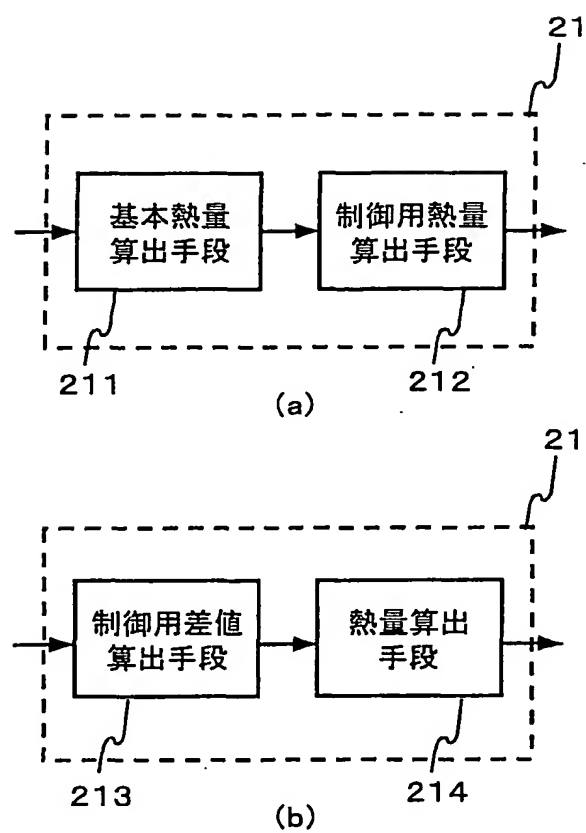 21
基本熱量
算出手段
制御用熱量
算出手段
211
212
(a)
21
制御用差値
算出手段
熱量算出
手段
213
214
(b)